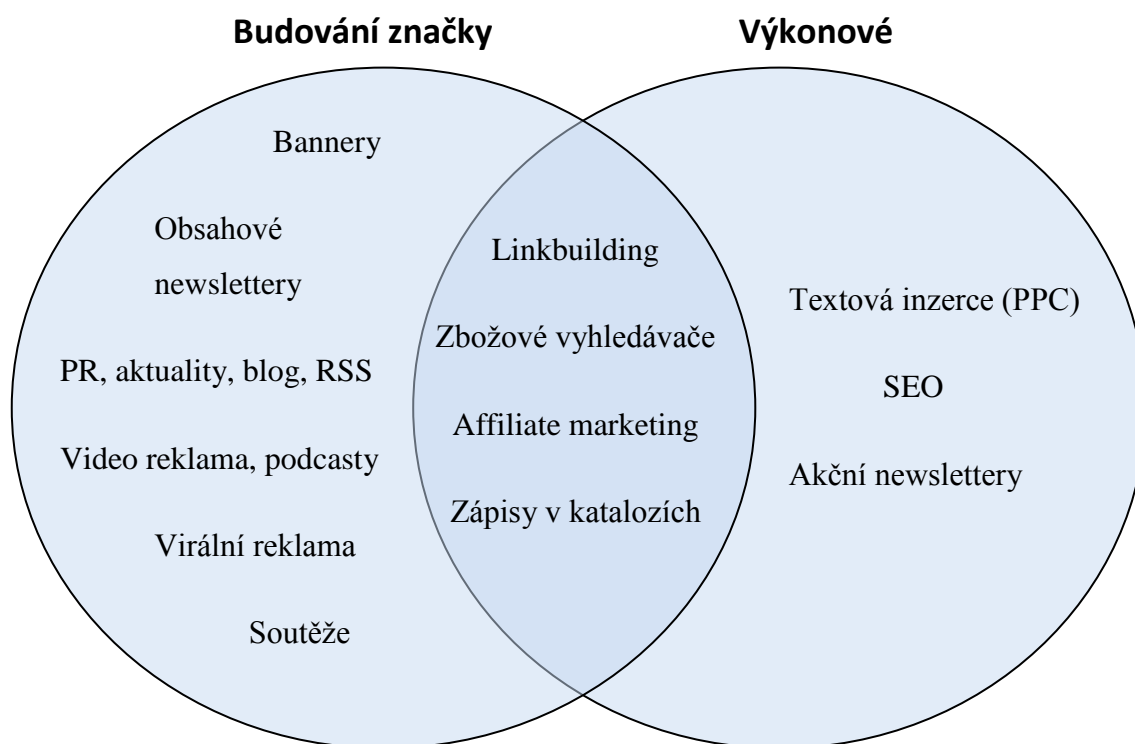 Budování značky
Výkonové
Bannery
Obsahové
newslettery
PR, aktuality, blog, RSS
Video reklama, podcasty
Virální reklama
Soutěže
Linkbuilding
Zbožové vyhledávače
Affiliate marketing
Zápisy v katalozích
Textová inzerce (PPC)
SEO
Akční newslettery